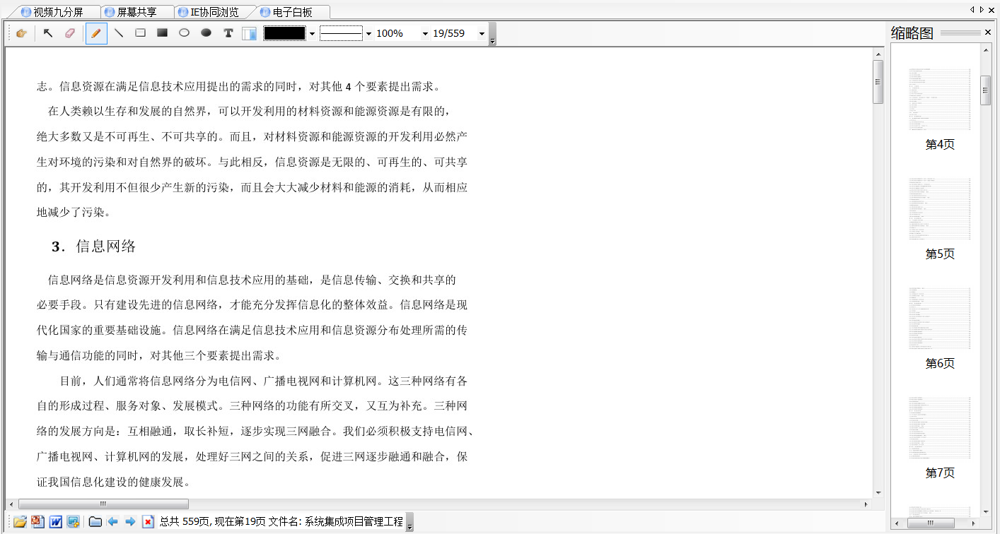 视频九分屏 屏幕共享 IE协同浏览 电子白板
100% 19/559
缩略图
志。信息资源在满足信息技术应用提出的需求的同时，对其他 4 个要素提出需求。
在人类赖以生存和发展的自然界，可以开发利用的材料资源和能源资源是有限的，
绝大多数又是不可再生、不可共享的。而且，对材料资源和能源资源的开发利用必然产
生对环境的污染和对自然界的破坏。与此相反，信息资源是无限的、可再生的、可共享
的，其开发利用不但很少产生新的污染，而且会大大减少材料和能源的消耗，从而相应
地减少了污染。
3．信息网络
信息网络是信息资源开发利用和信息技术应用的基础，是信息传输、交换和共享的
必要手段。只有建设先进的信息网络，才能充分发挥信息化的整体效益。信息网络是现
代化国家的重要基础设施。信息网络在满足信息技术应用和信息资源分布处理所需的传
输与通信功能的同时，对其他三个要素提出需求。
目前，人们通常将信息网络分为电信网、广播电视网和计算机网。这三种网络有各
自的形成过程、服务对象、发展模式。三种网络的功能有所交叉，又互为补充。三种网
络的发展方向是：互相融通，取长补短，逐步实现三网融合。我们必须积极支持电信网、
广播电视网、计算机网的发展，处理好三网之间的关系，促进三网逐步融通和融合，保
证我国信息化建设的健康发展。
第4页
第5页
第6页
第7页
总共 559页, 现在第19页 文件名: 系统集成项目管理工程